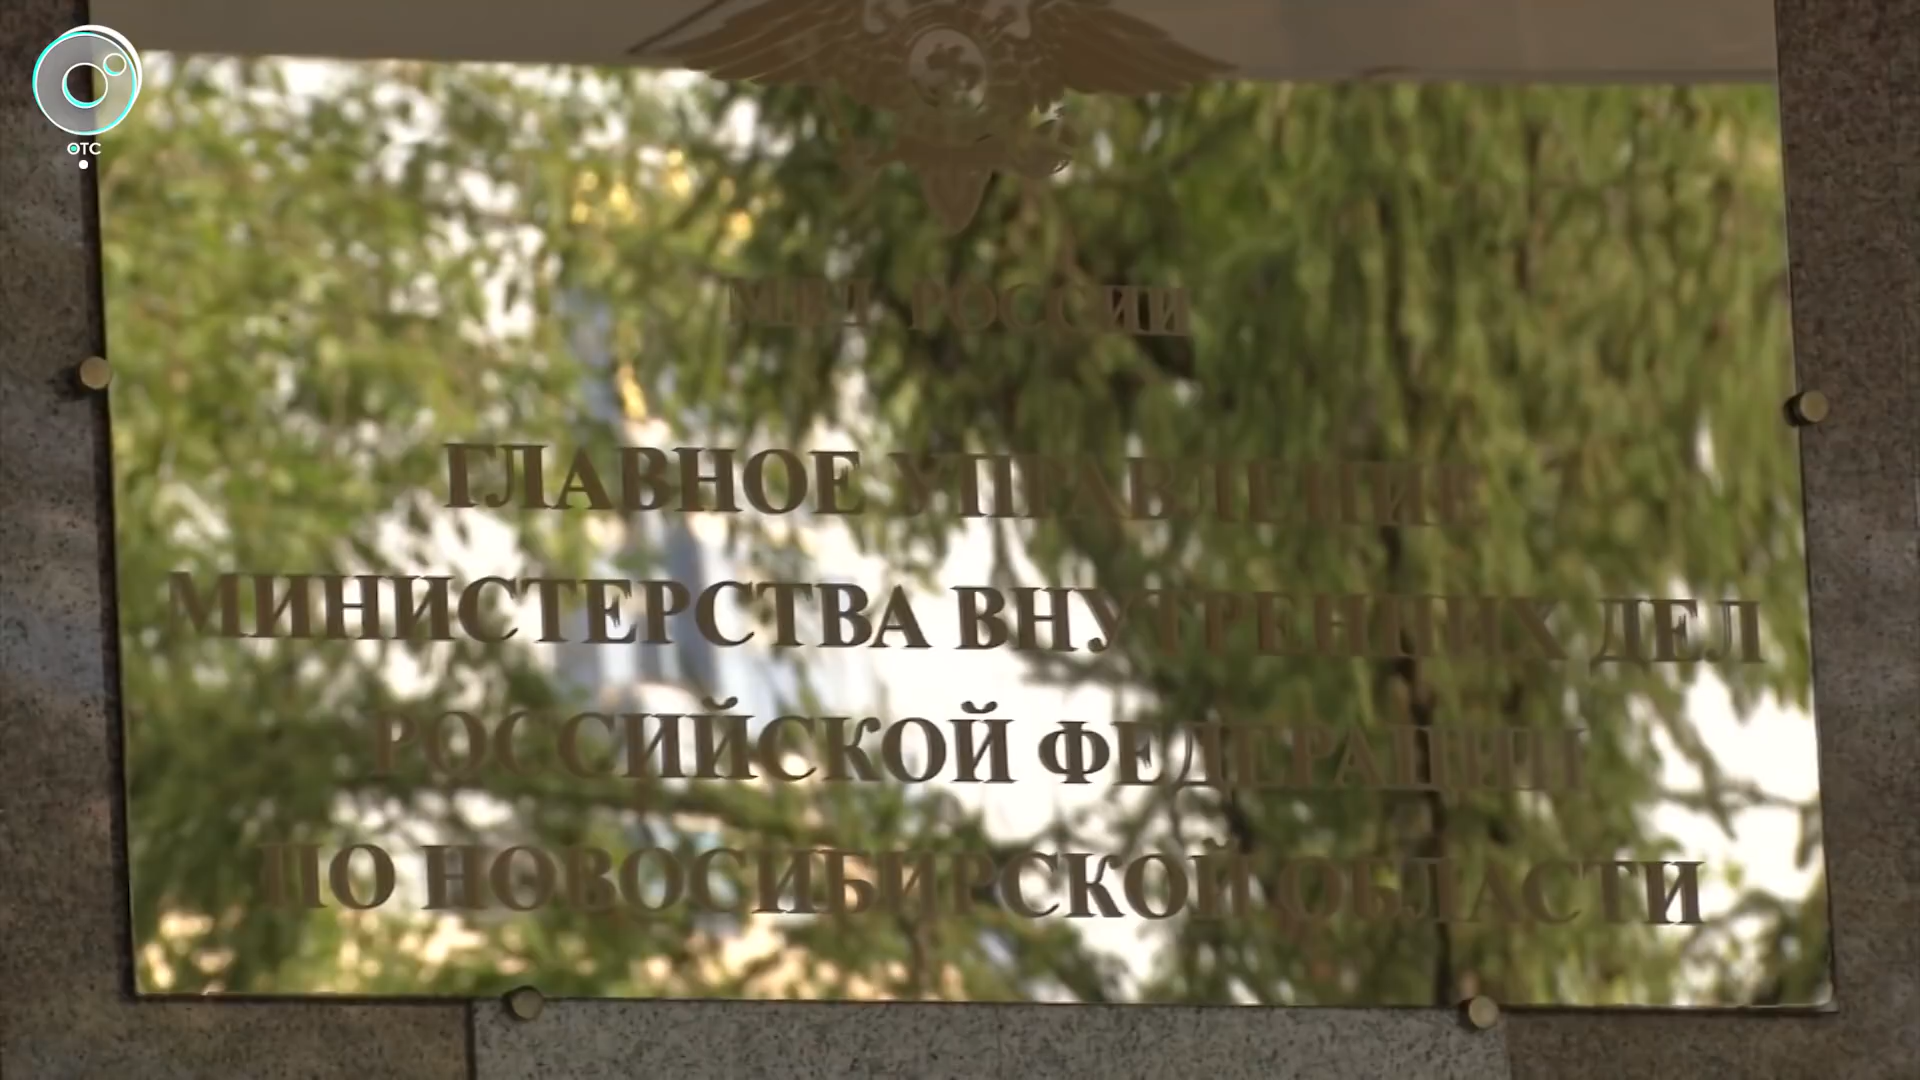 ОТС
МВД РОССИИ
ГЛАВНОЕ УПРАВЛЕНИЕ
МИНИСТЕРСТВА ВНУТРЕННИХ ДЕЛ
РОССИЙСКОЙ ФЕДЕРАЦИИ
ПО НОВОСИБИРСКОЙ ОБЛАСТИ